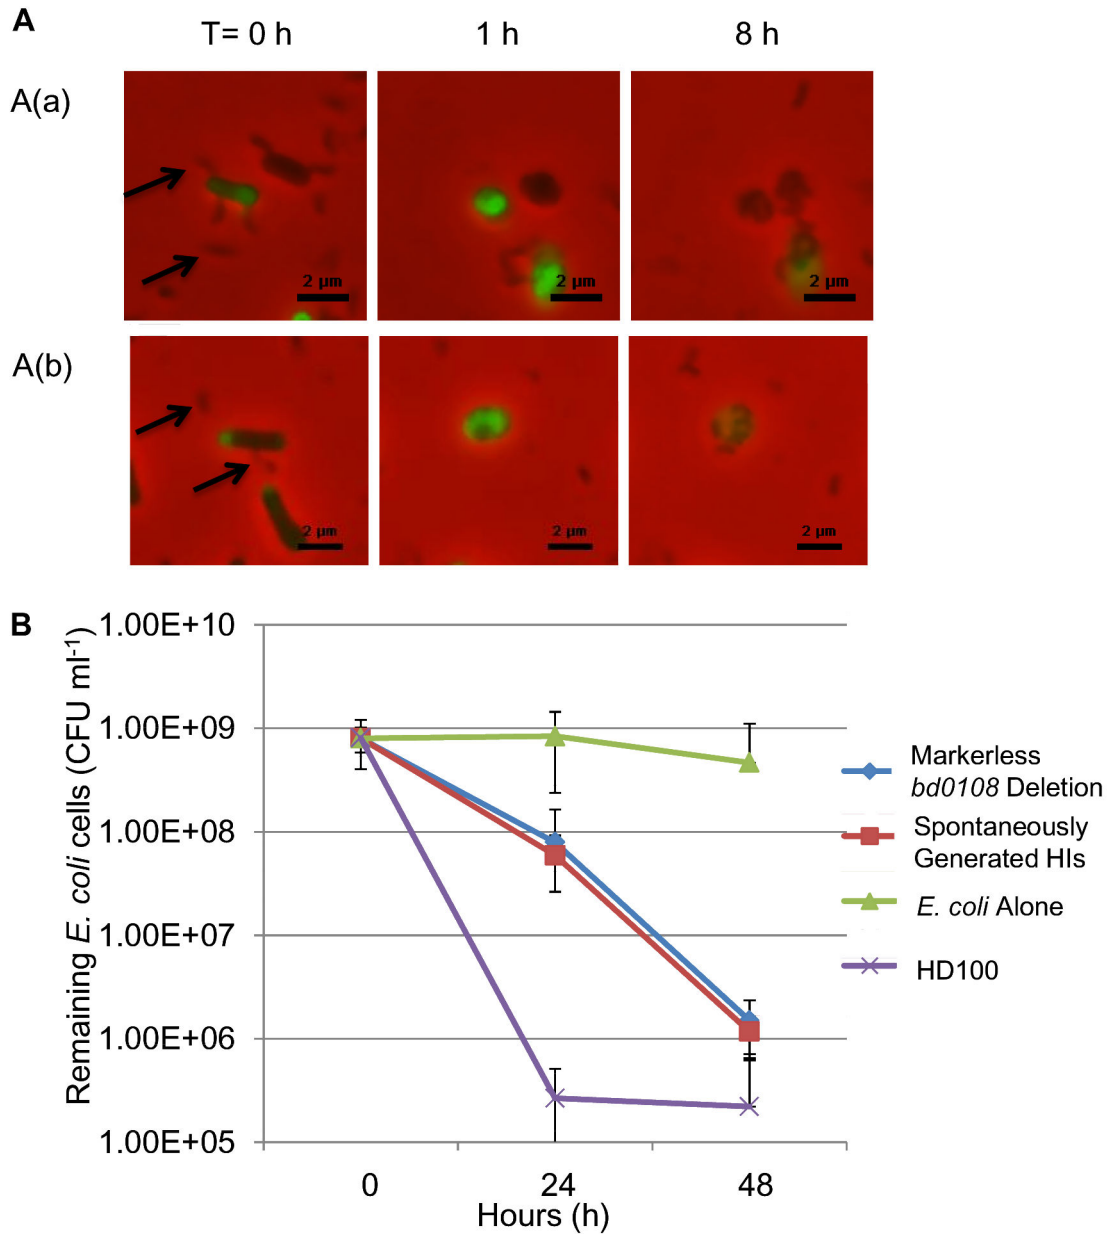 A
T= 0 h
1 h
8 h
A(a)
2 µm
2 µm
2 µm
A(b)
2 µm
2 µm
2 µm
B
Remaining E. coli cells (CFU ml-1)
1.00E+10
1.00E+09
1.00E+08
1.00E+07
1.00E+06
1.00E+05
0
24
48
Hours (h)
Markerless
bd0108 Deletion
Spontaneously
Generated HIs
E. coli Alone
HD100